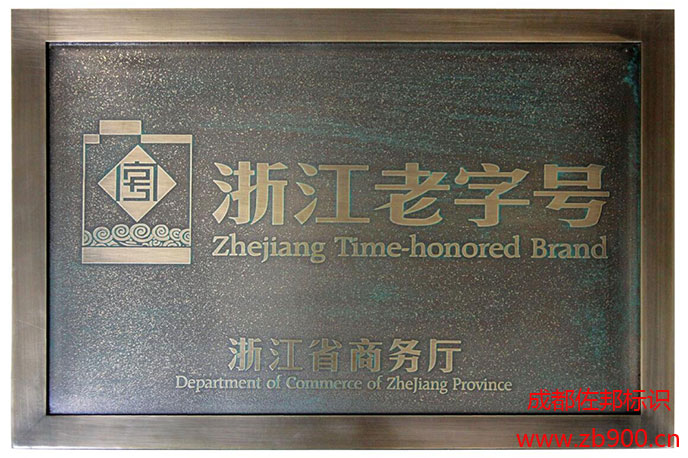 浙江老字号
Zhejiang Time-honored Brand
浙江省商务厅
Department of Commerce of ZheJiang Province
成都佐邦标识
www.zb900.cn